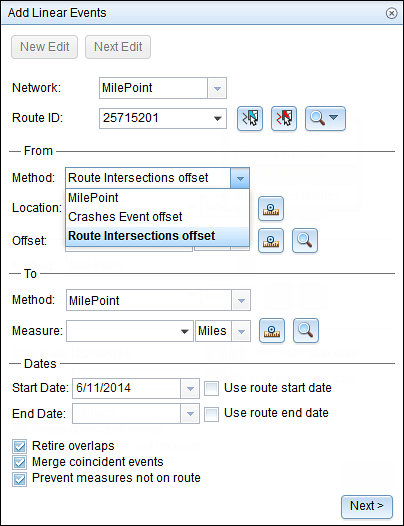 Add Linear Events
New Edit Next Edit
Network: MilePoint
Route ID: 25715201
From
Method: Route Intersections offset
MilePoint
Location:
Crashes Event offset
Route Intersections offset
Offset:
To
Method: MilePoint
Measure: Miles
Dates
Start Date: 6/11/2014 Use route start date
End Date: Use route end date
Retire overlaps
Merge coincident events
Prevent measures not on route
Next >